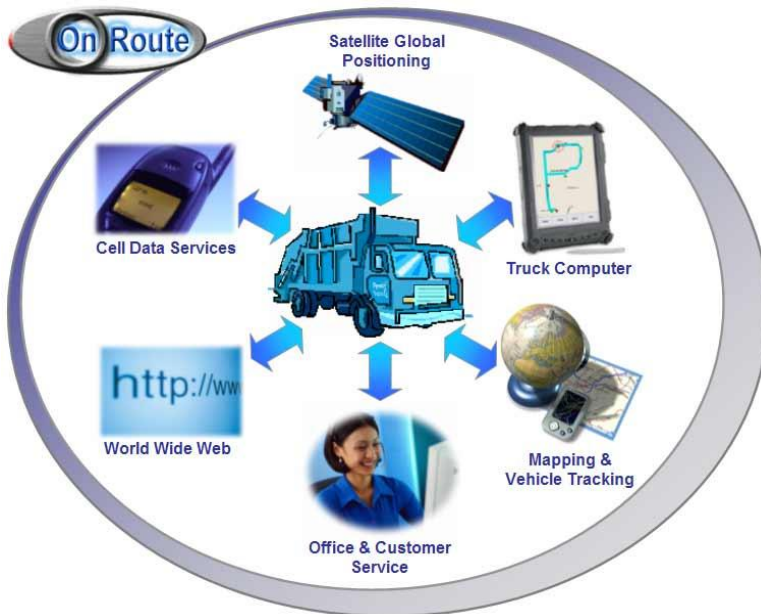 On Route
Satellite Global
Positioning
Cell Data Services
Truck Computer
http://www
World Wide Web
Mapping &
Vehicle Tracking
Office & Customer
Service